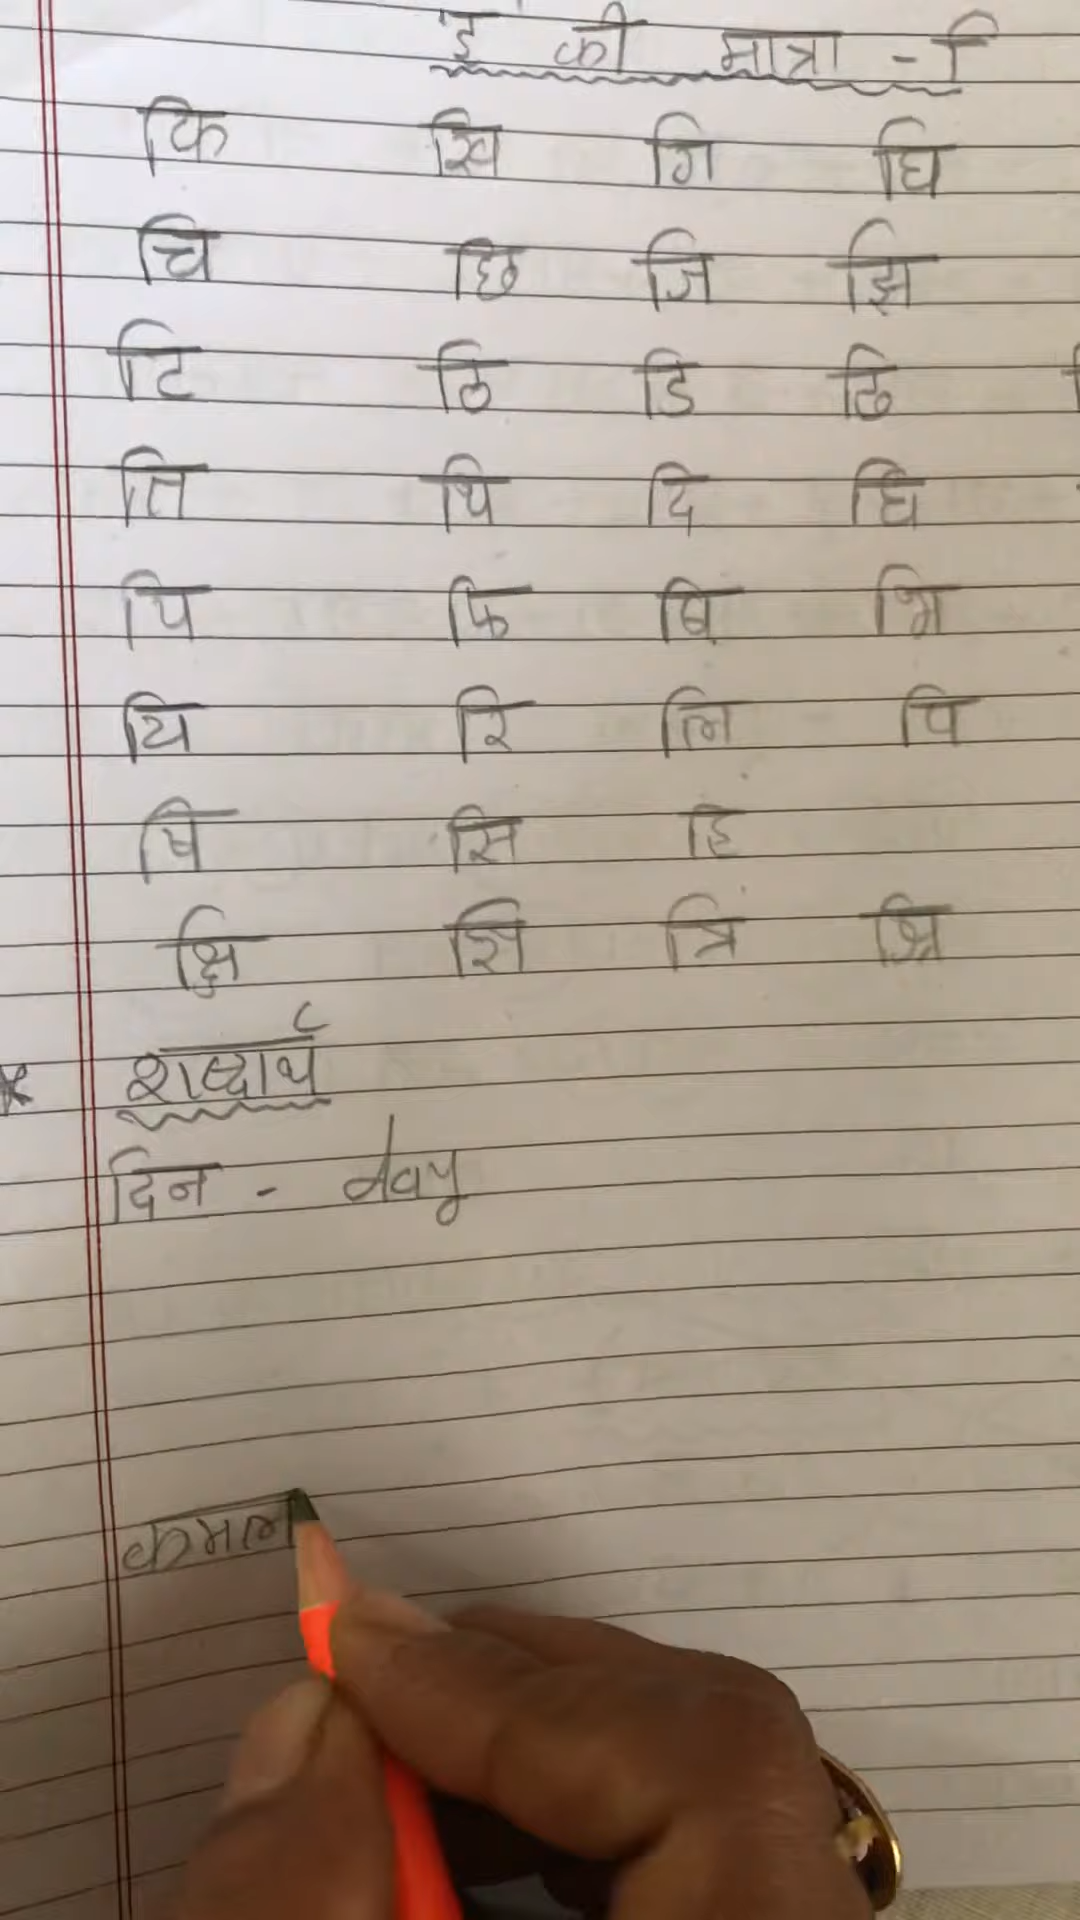 इ की मात्रा - ि
कि खि गि घि
चि छि जि झि
टि ठि डि ढि
ति थि दि धि
पि फि बि भि
यि रि लि वि
षि सि हि
क्षि शि त्रि श्रि
शब्दार्थ
दिन - day
कमल